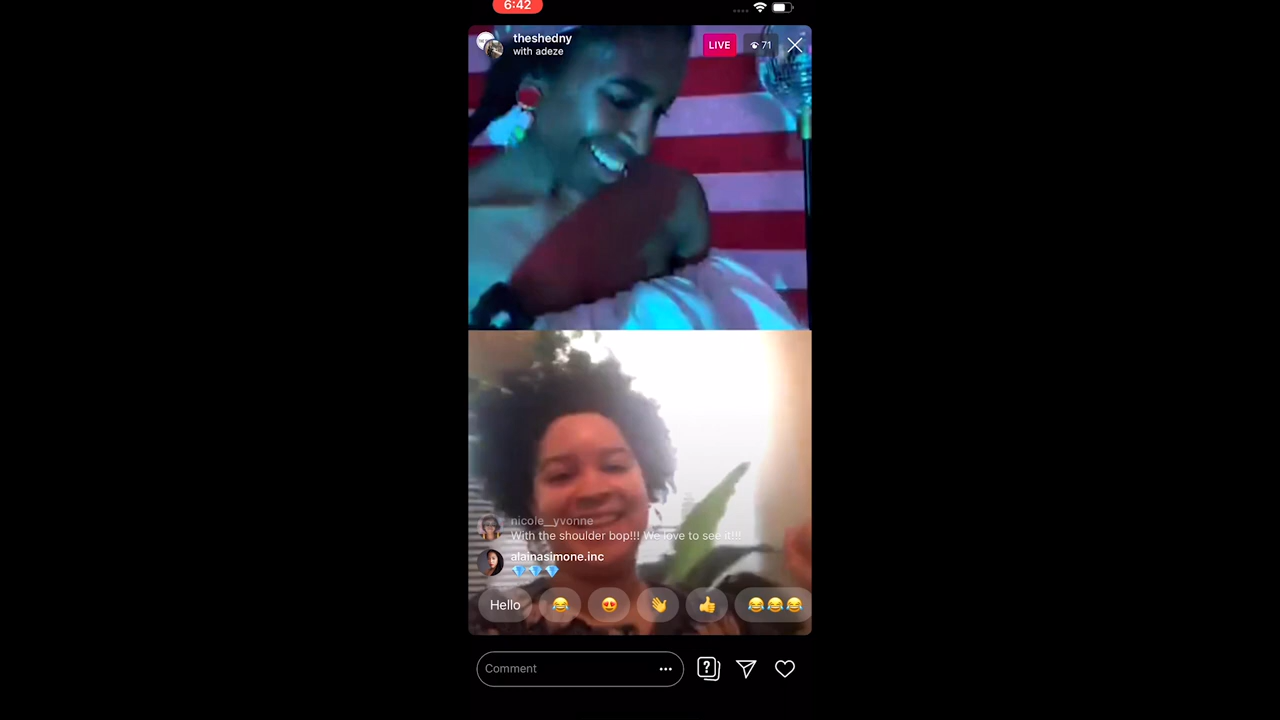 6:42
theshedny
with adeze
LIVE
71
nicole__yvonne
With the shoulder bop!!! We love to see it!!!
alainasimone.inc
Hello
Comment